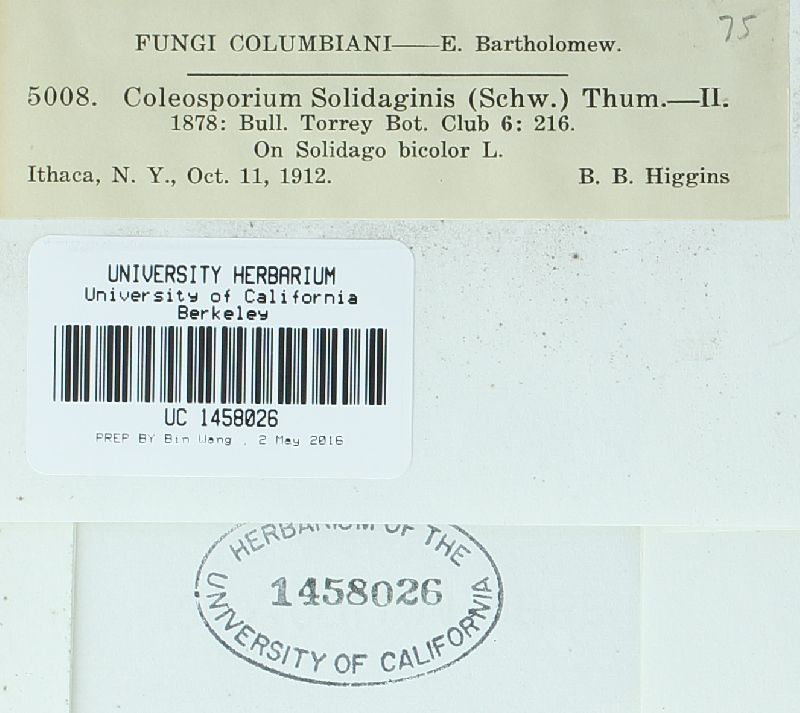 75
FUNGI COLUMBIANI——E. Bartholomew.
5008. Coleosporium Solidaginis (Schw.) Thum.—II.
1878: Bull. Torrey Bot. Club 6: 216.
On Solidago bicolor L.
Ithaca, N. Y., Oct. 11, 1912. B. B. Higgins
UNIVERSITY HERBARIUM
University of California
Berkeley
UC 1458026
PREP BY Bin Wang , 2 May 2016
HERBARIUM OF THE
1458026
UNIVERSITY OF CALIFORNIA